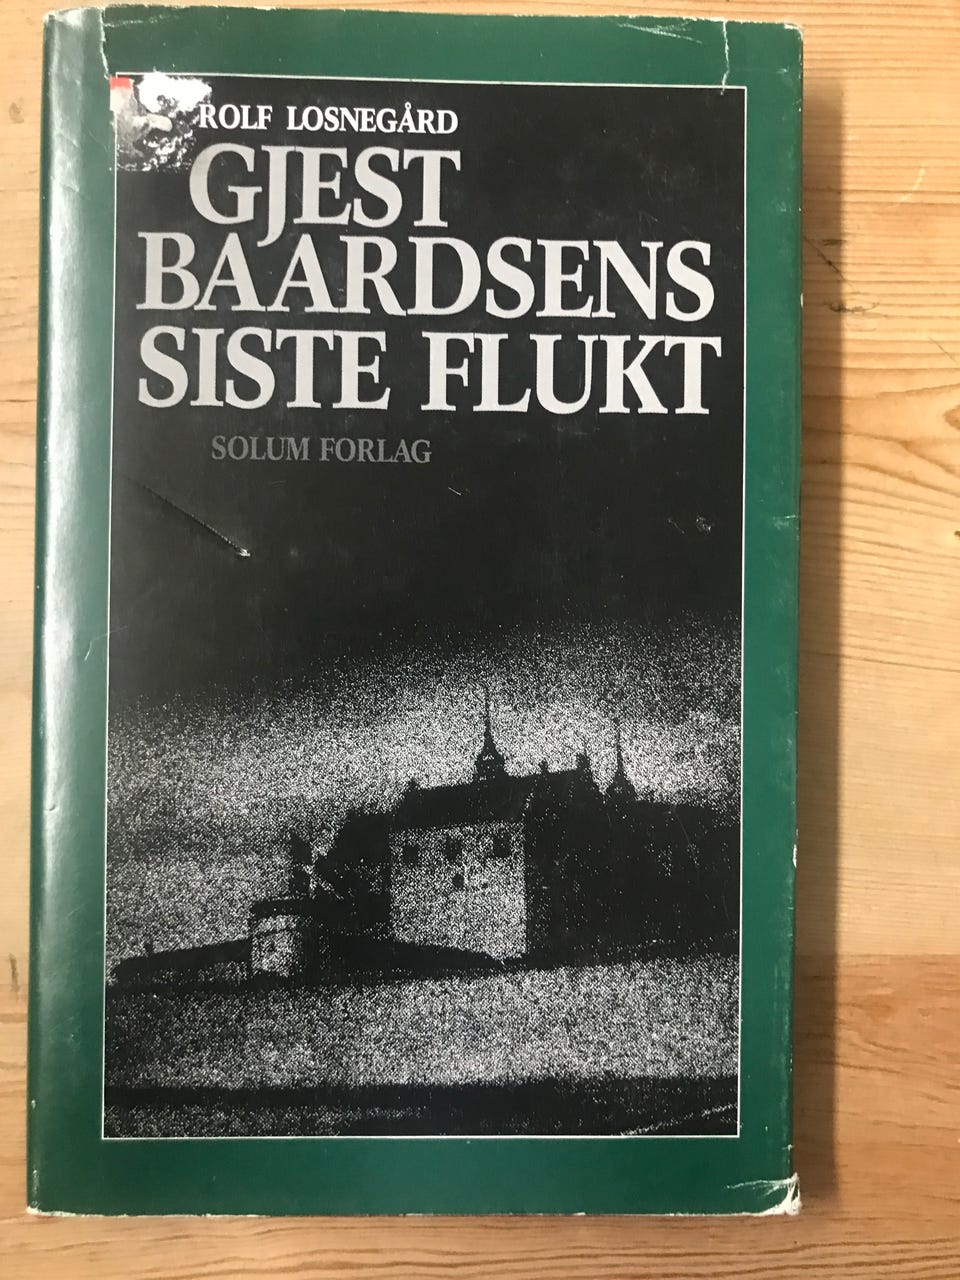 ROLF LOSNEGÅRD
GJEST
BAARDSENS
SISTE FLUKT
SOLUM FORLAG